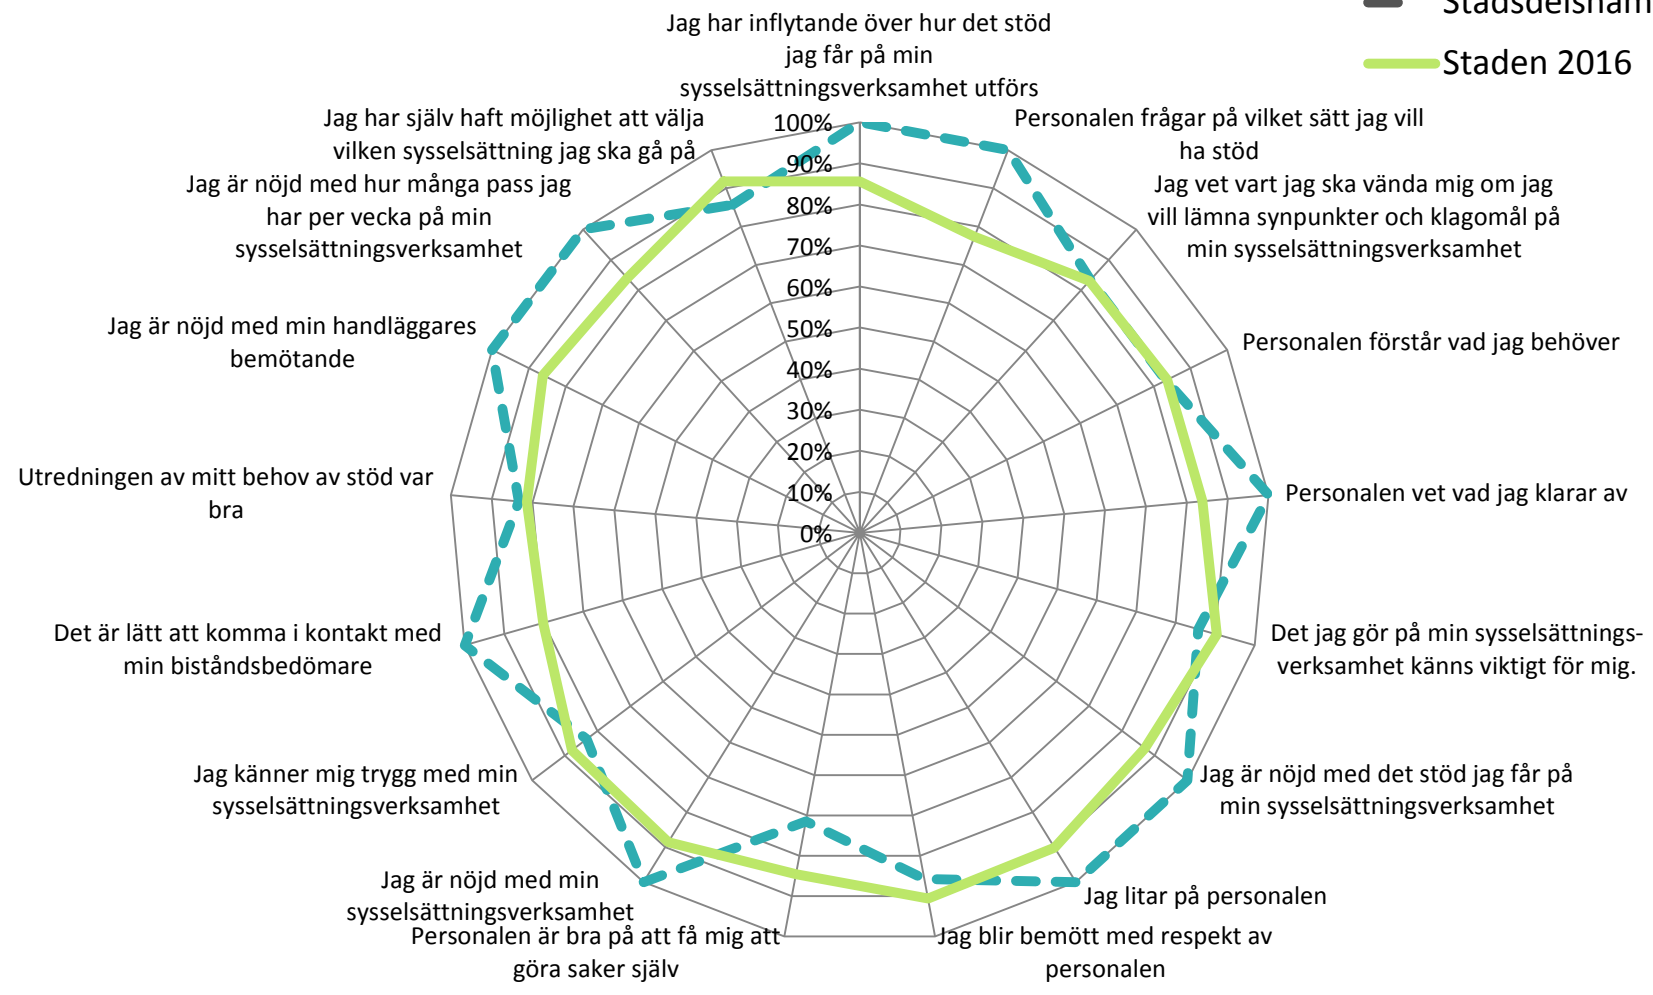 Staden 2016
Jag har inflytande över hur det stöd
jag får på min
sysselsättningsverksamhet utförs
Personalen frågar på vilket sätt jag vill
ha stöd
Jag vet vart jag ska vända mig om jag
vill lämna synpunkter och klagomål på
min sysselsättningsverksamhet
Personalen förstår vad jag behöver
Personalen vet vad jag klarar av
Det jag gör på min sysselsättnings-
verksamhet känns viktigt för mig.
Jag är nöjd med det stöd jag får på
min sysselsättningsverksamhet
Jag litar på personalen
Jag blir bemött med respekt av
personalen
Personalen är bra på att få mig att
göra saker själv
Jag är nöjd med min
sysselsättningsverksamhet
Jag känner mig trygg med min
sysselsättningsverksamhet
Det är lätt att komma i kontakt med
min biståndsbedömare
Utredningen av mitt behov av stöd var
bra
Jag är nöjd med min handläggares
bemötande
Jag är nöjd med hur många pass jag
har per vecka på min
sysselsättningsverksamhet
Jag har själv haft möjlighet att välja
vilken sysselsättning jag ska gå på
100%
90%
80%
70%
60%
50%
40%
30%
20%
10%
0%